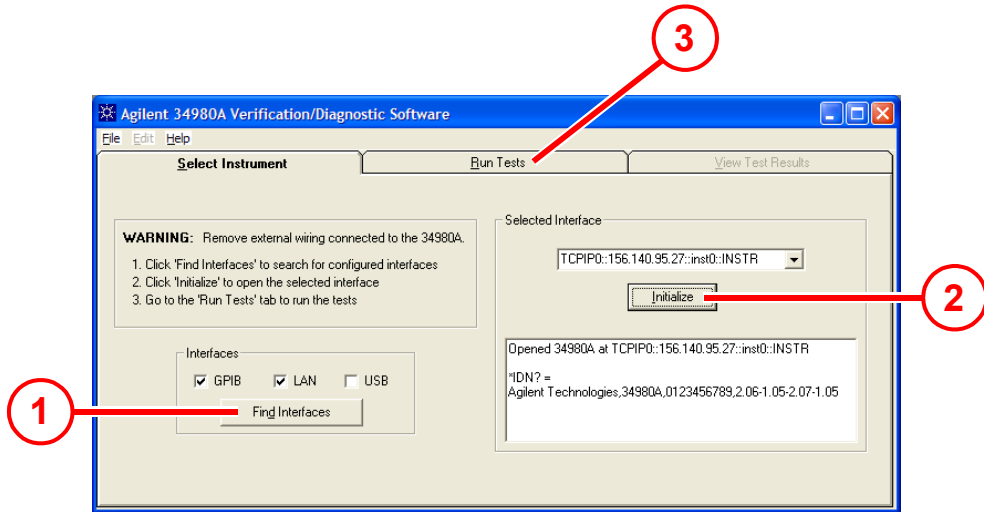 3
Agilent 34980A Verification/Diagnostic Software
File Edit Help
Select Instrument
Run Tests
View Test Results
WARNING: Remove external wiring connected to the 34980A.
1. Click 'Find Interfaces' to search for configured interfaces
2. Click 'Initialize' to open the selected interface
3. Go to the 'Run Tests' tab to run the tests
Selected Interface
TCPIP0::156.140.95.27::inst0::INSTR
Initialize
2
Interfaces
GPIB LAN USB
Find Interfaces
1
Opened 34980A at TCPIP0::156.140.95.27::inst0::INSTR
*IDN? =
Agilent Technologies,34980A,0123456789,2.06-1.05-2.07-1.05